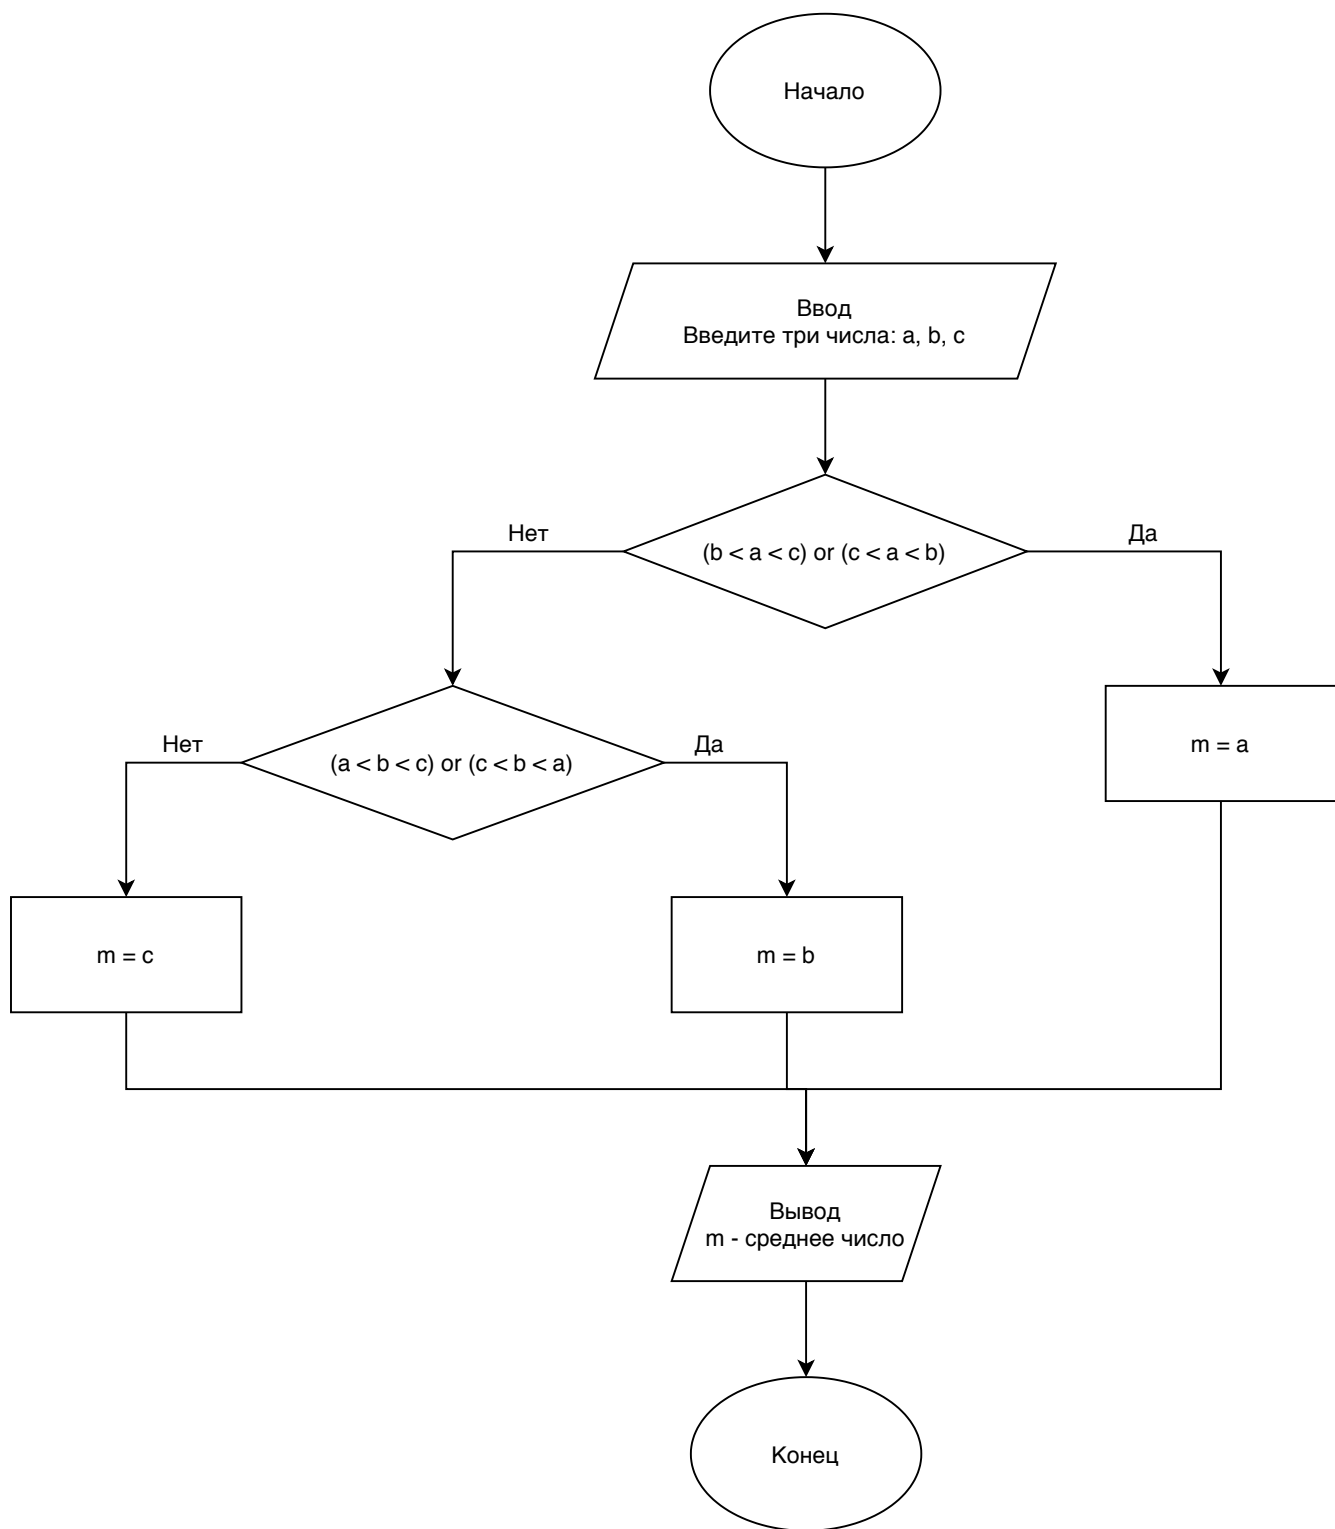 Начало
Ввод
Введите три числа: a, b, c
Нет
Да
(b < a < c) or (c < a < b)
Нет
Да
(a < b < c) or (c < b < a)
m = a
m = c
m = b
Вывод
m - среднее число
Конец